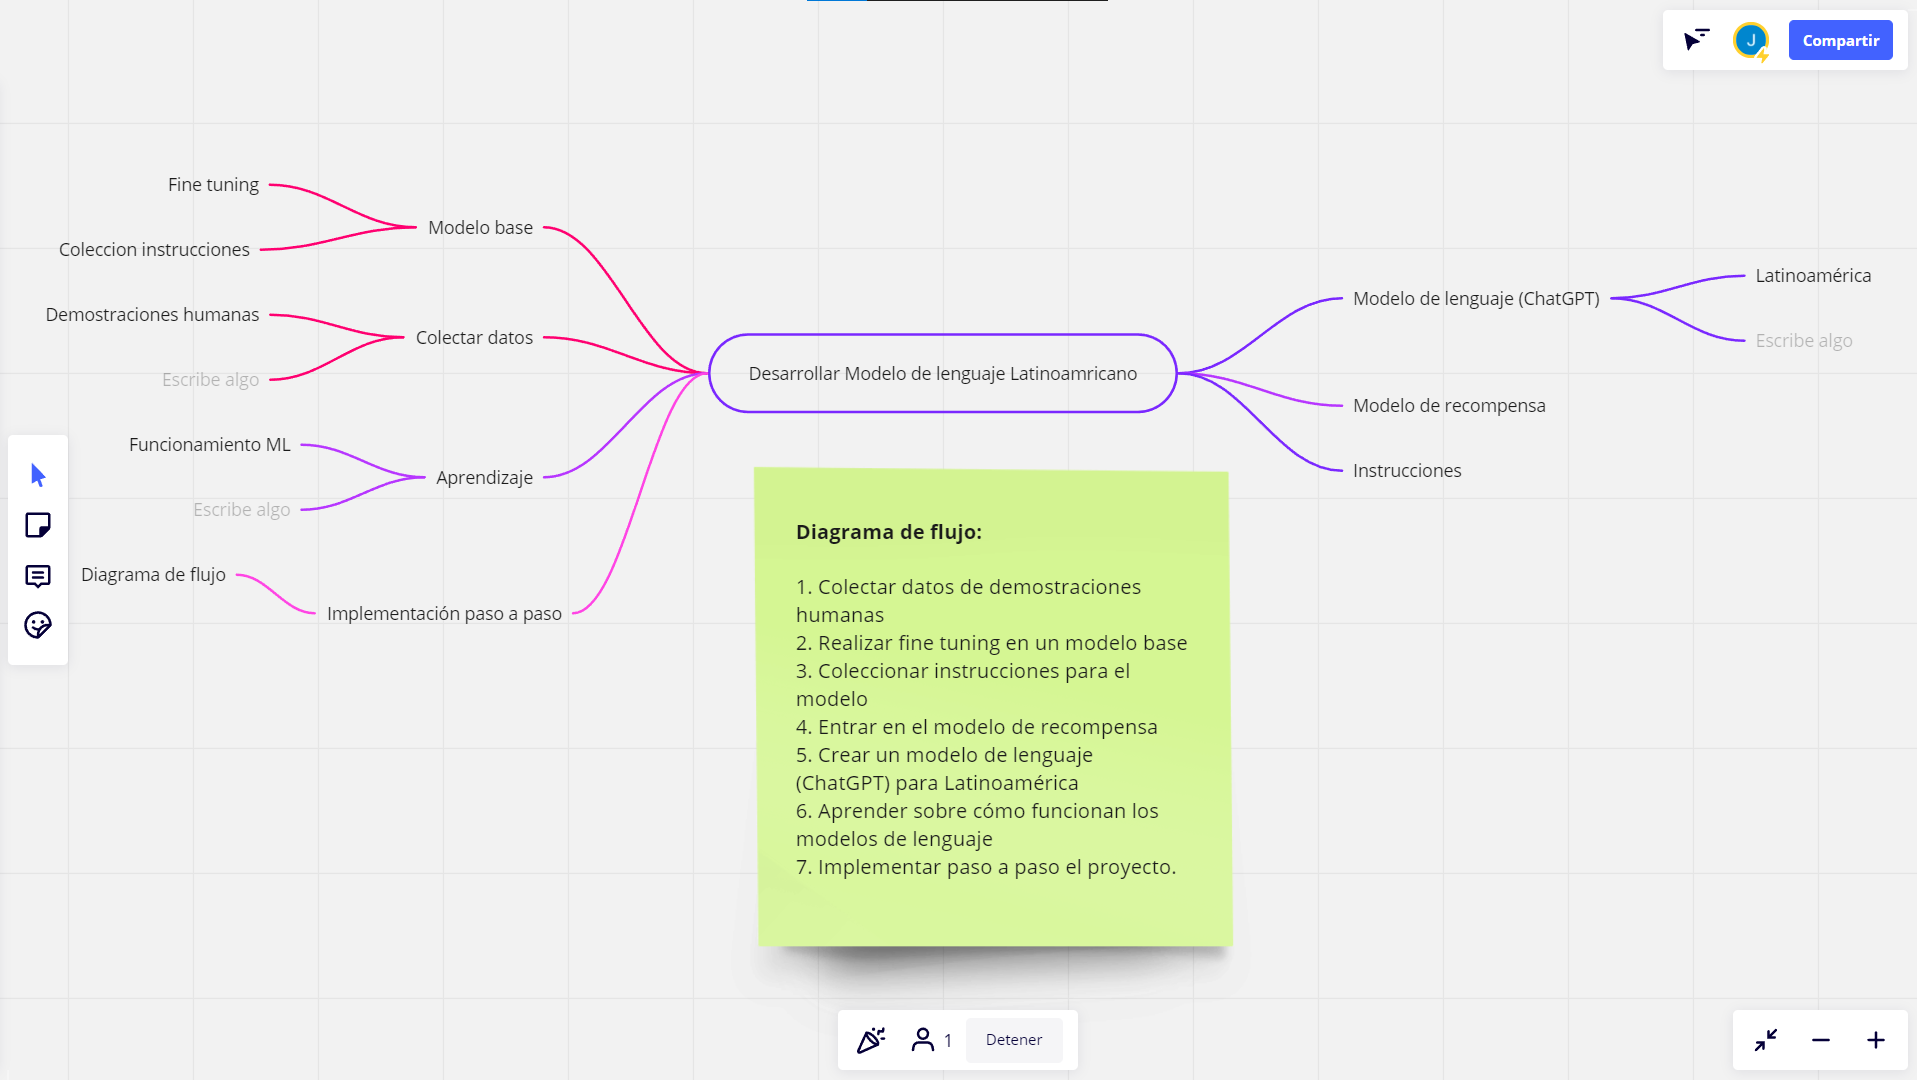 J
Compartir
Fine tuning
Modelo base
Coleccion instrucciones
Demostraciones humanas
Colectar datos
Escribe algo
Funcionamiento ML
Aprendizaje
Escribe algo
Diagrama de flujo
Implementación paso a paso
Desarrollar Modelo de lenguaje Latinoamricano
Modelo de lenguaje (ChatGPT)
Latinoamérica
Escribe algo
Modelo de recompensa
Instrucciones
Diagrama de flujo:
1. Colectar datos de demostraciones
humanas
2. Realizar fine tuning en un modelo base
3. Coleccionar instrucciones para el
modelo
4. Entrar en el modelo de recompensa
5. Crear un modelo de lenguaje
(ChatGPT) para Latinoamérica
6. Aprender sobre cómo funcionan los
modelos de lenguaje
7. Implementar paso a paso el proyecto.
1
Detener